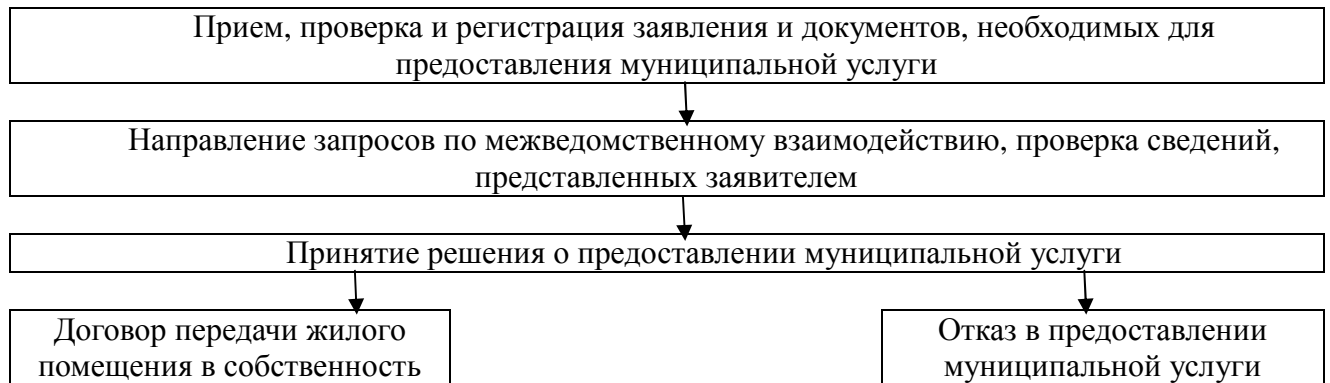 Прием, проверка и регистрация заявления и документов, необходимых для
предоставления муниципальной услуги
Направление запросов по межведомственному взаимодействию, проверка сведений,
представленных заявителем
Принятие решения о предоставлении муниципальной услуги
Договор передачи жилого
помещения в собственность
Отказ в предоставлении
муниципальной услуги